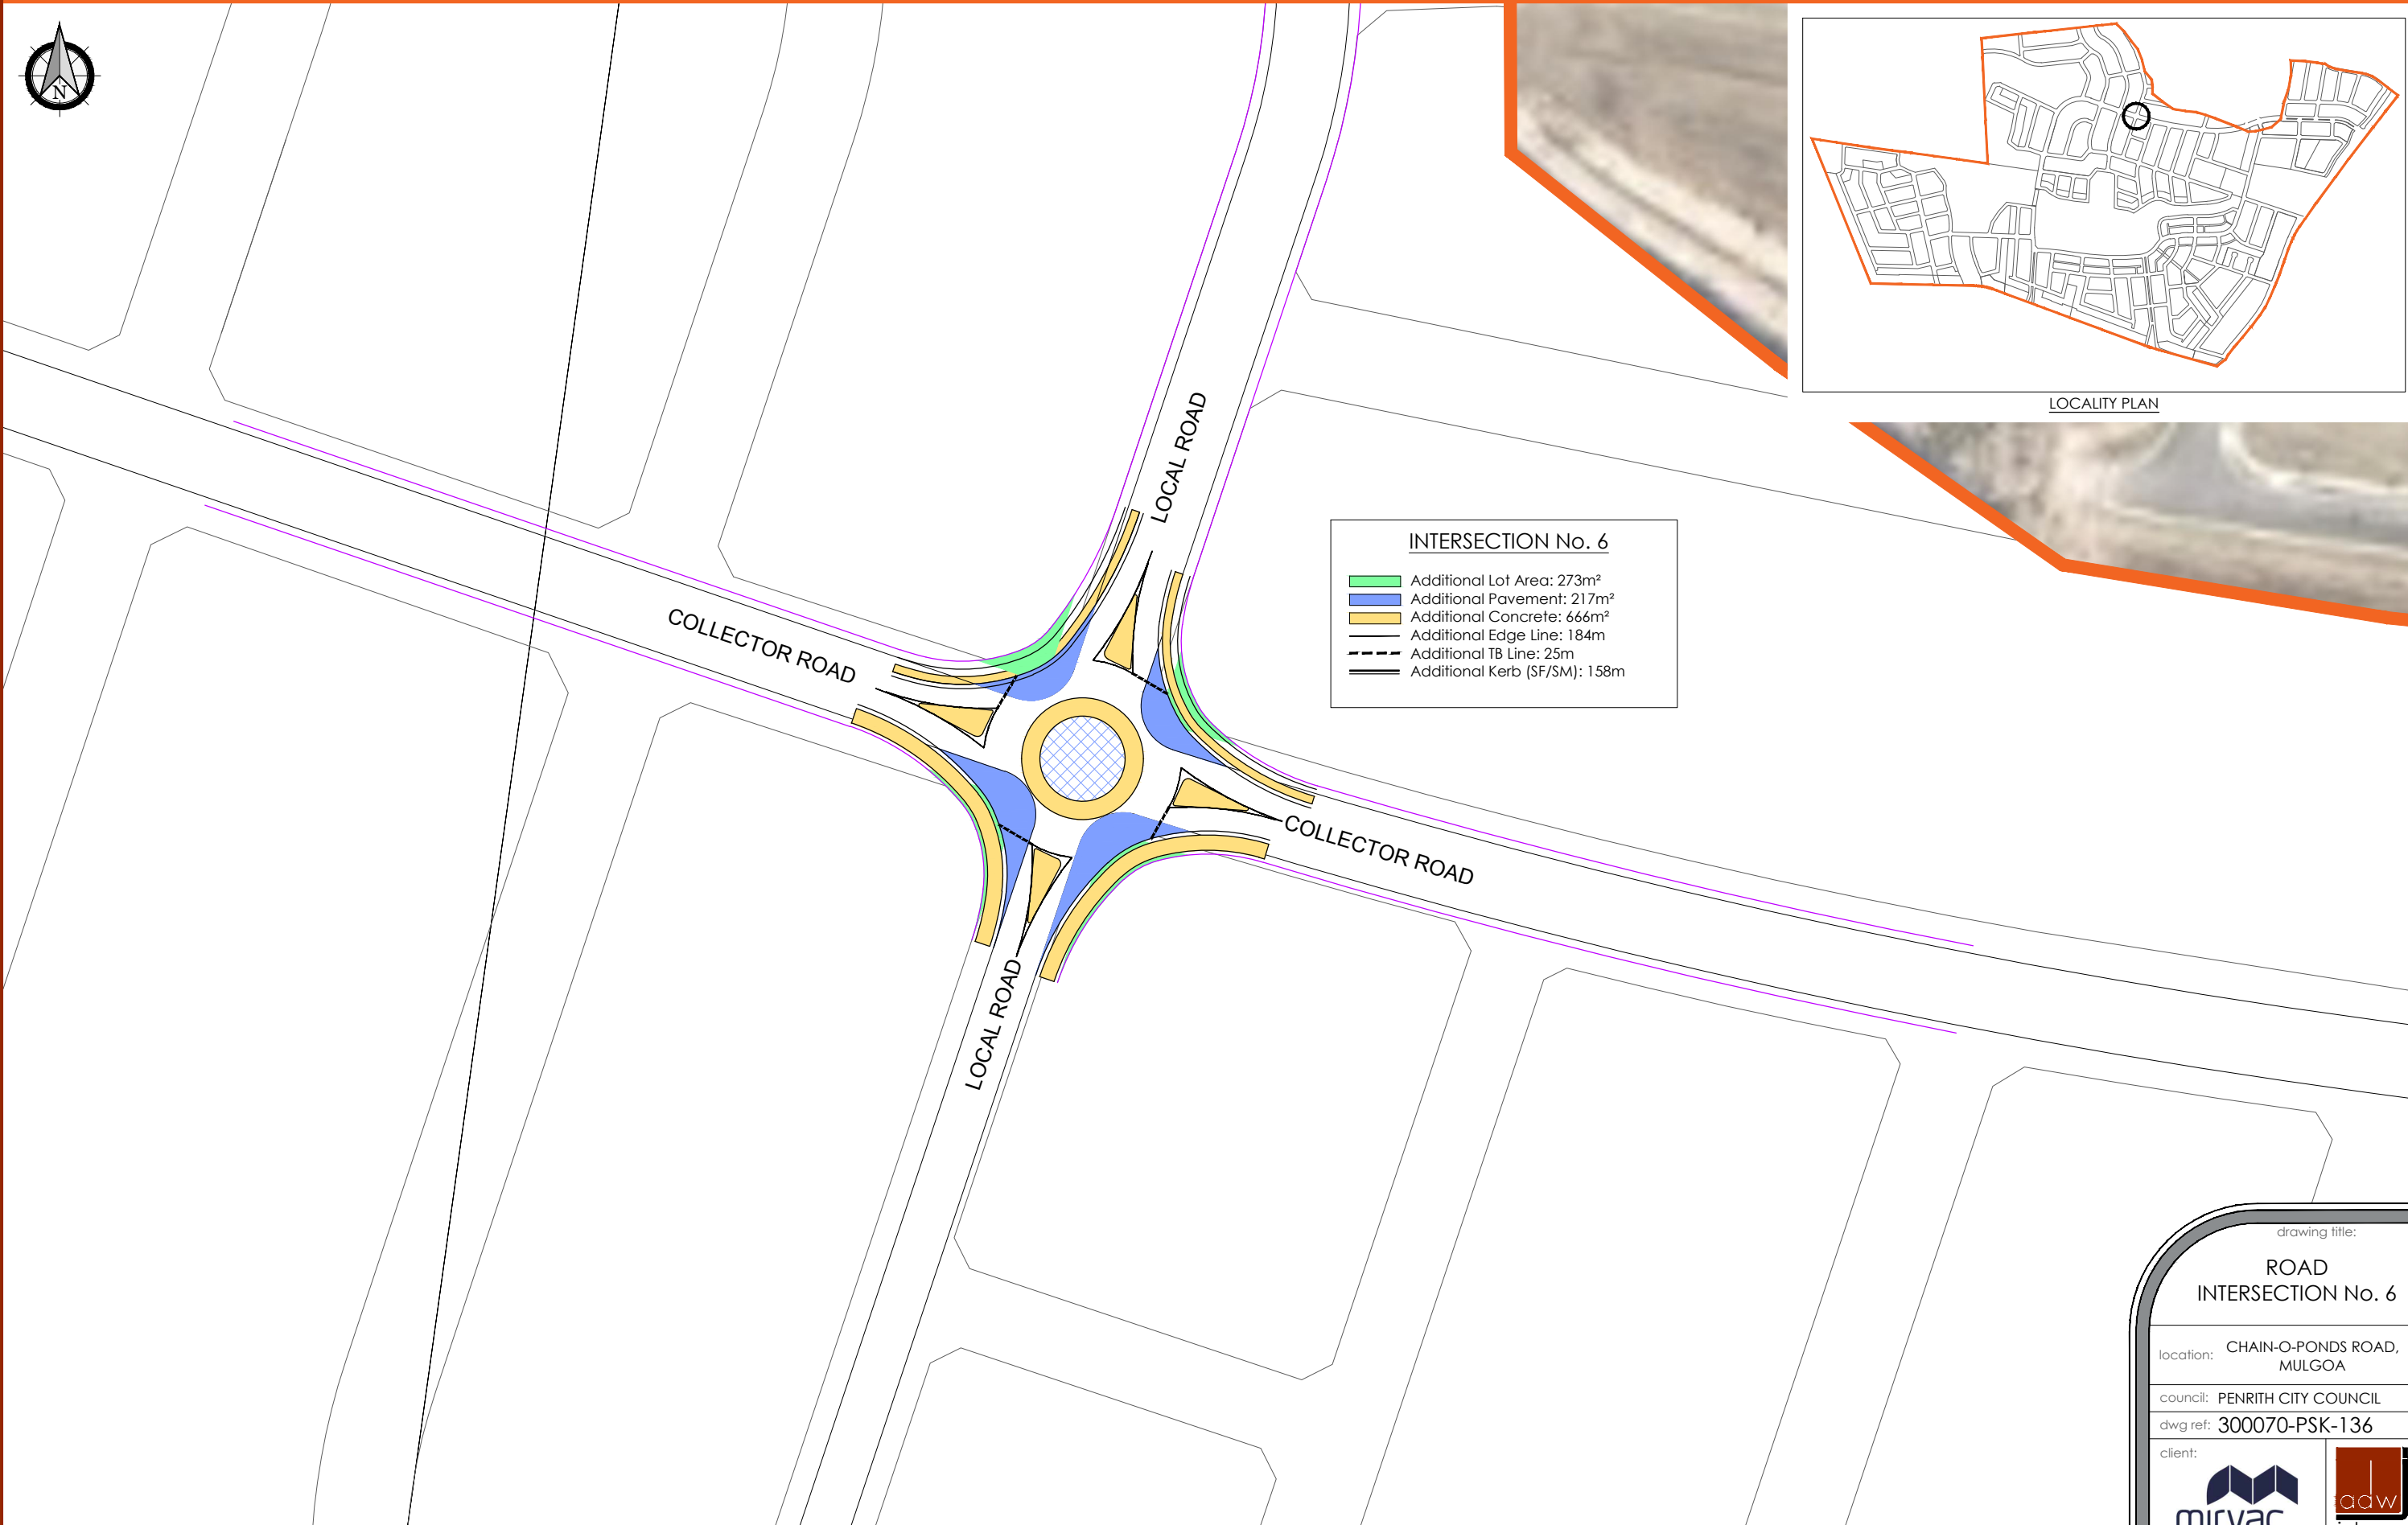 N
LOCALITY PLAN
LOCAL ROAD
INTERSECTION No. 6
Additional Lot Area: 273m²
Additional Pavement: 217m²
Additional Concrete: 666m²
Additional Edge Line: 184m
Additional TB Line: 25m
Additional Kerb (SF/SM): 158m
COLLECTOR ROAD
COLLECTOR ROAD
LOCAL ROAD
drawing title:
ROAD
INTERSECTION No. 6
location: CHAIN-O-PONDS ROAD,
MULGOA
council: PENRITH CITY COUNCIL
dwg ref: 300070-PSK-136
client:
mirvac
adw